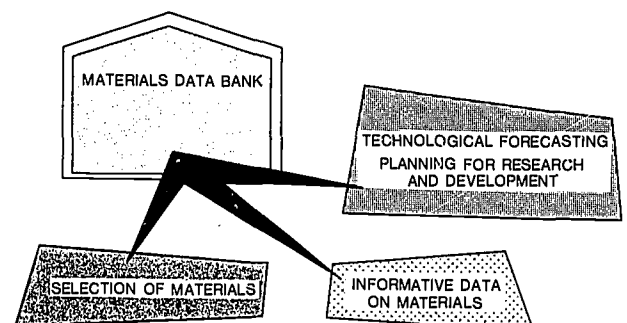 MATERIALS DATA BANK
TECHNOLOGICAL FORECASTING
PLANNING FOR RESEARCH
AND DEVELOPMENT
SELECTION OF MATERIALS
INFORMATIVE DATA
ON MATERIALS